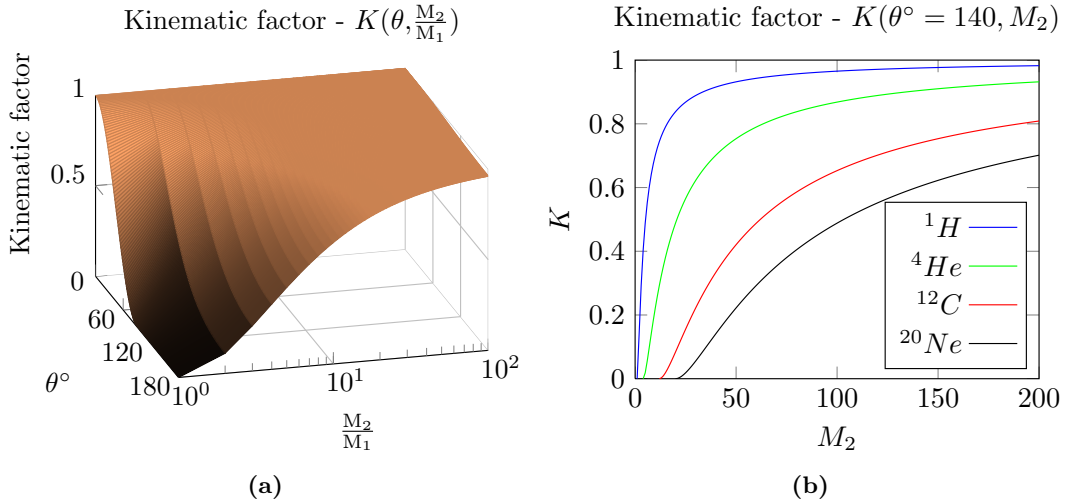 Kinematic factor - K(θ, M₂/M₁)
Kinematic factor
1
0.5
0
60
120
180
θ°
10⁰
10¹
10²
M₂/M₁
(a)
Kinematic factor - K(θ° = 140, M₂)
K
1
0.8
0.6
0.4
0.2
0
0
50
100
150
200
M₂
¹H
⁴He
¹²C
²⁰Ne
(b)